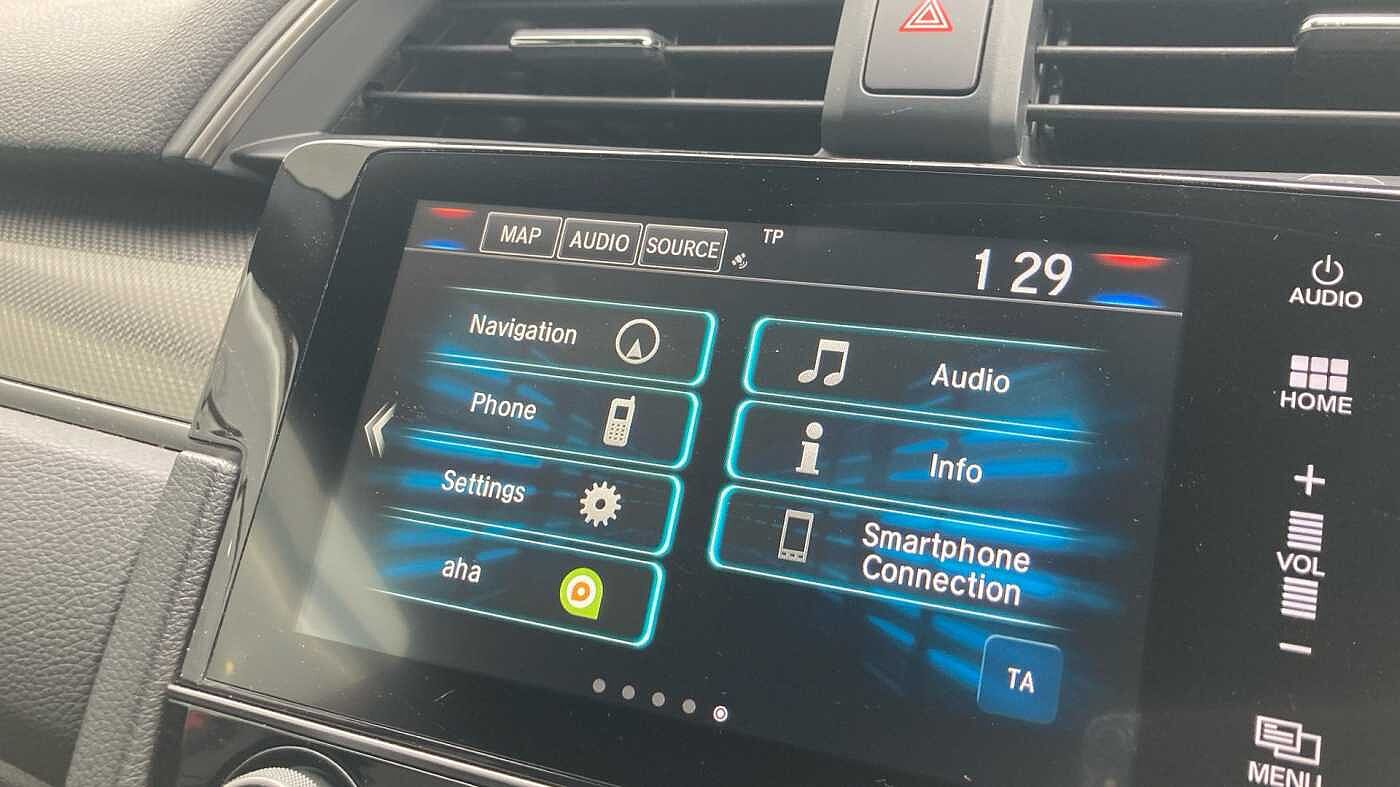 MAP AUDIO SOURCE TP 1 29
Navigation
Phone
Settings
aha
Audio
Info
Smartphone
Connection
TA
AUDIO
HOME
+
VOL
−
MENU